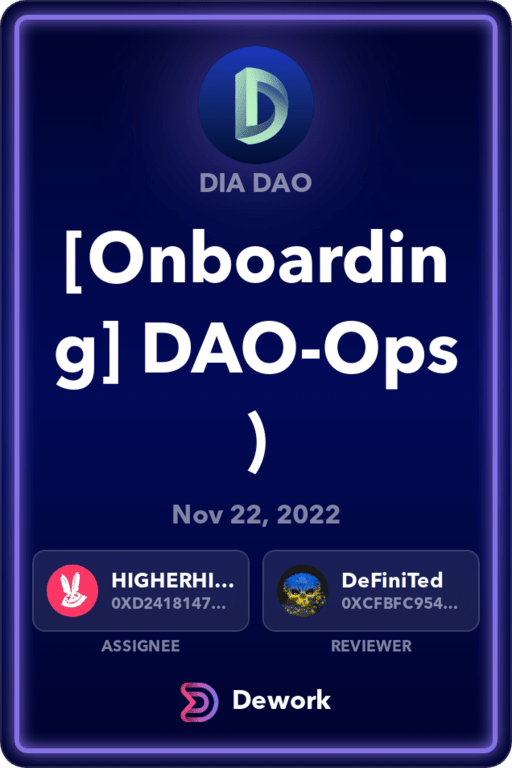 DIA DAO
[Onboardin
g] DAO-Ops
)
Nov 22, 2022
HIGHERHI...
0XD2418147...
ASSIGNEE
DeFiniTed
0XCFBFC954...
REVIEWER
Dework